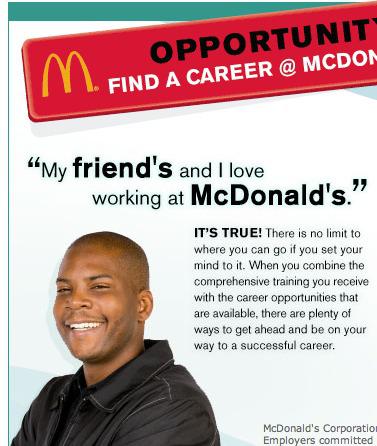 OPPORTUNITY
FIND A CAREER @ MCDON
“My friend's and I love
working at McDonald's.”
IT'S TRUE! There is no limit to
where you can go if you set your
mind to it. When you combine the
comprehensive training you receive
with the career opportunities that
are available, there are plenty of
ways to get ahead and be on your
way to a successful career.
McDonald's Corporation
Employers committed